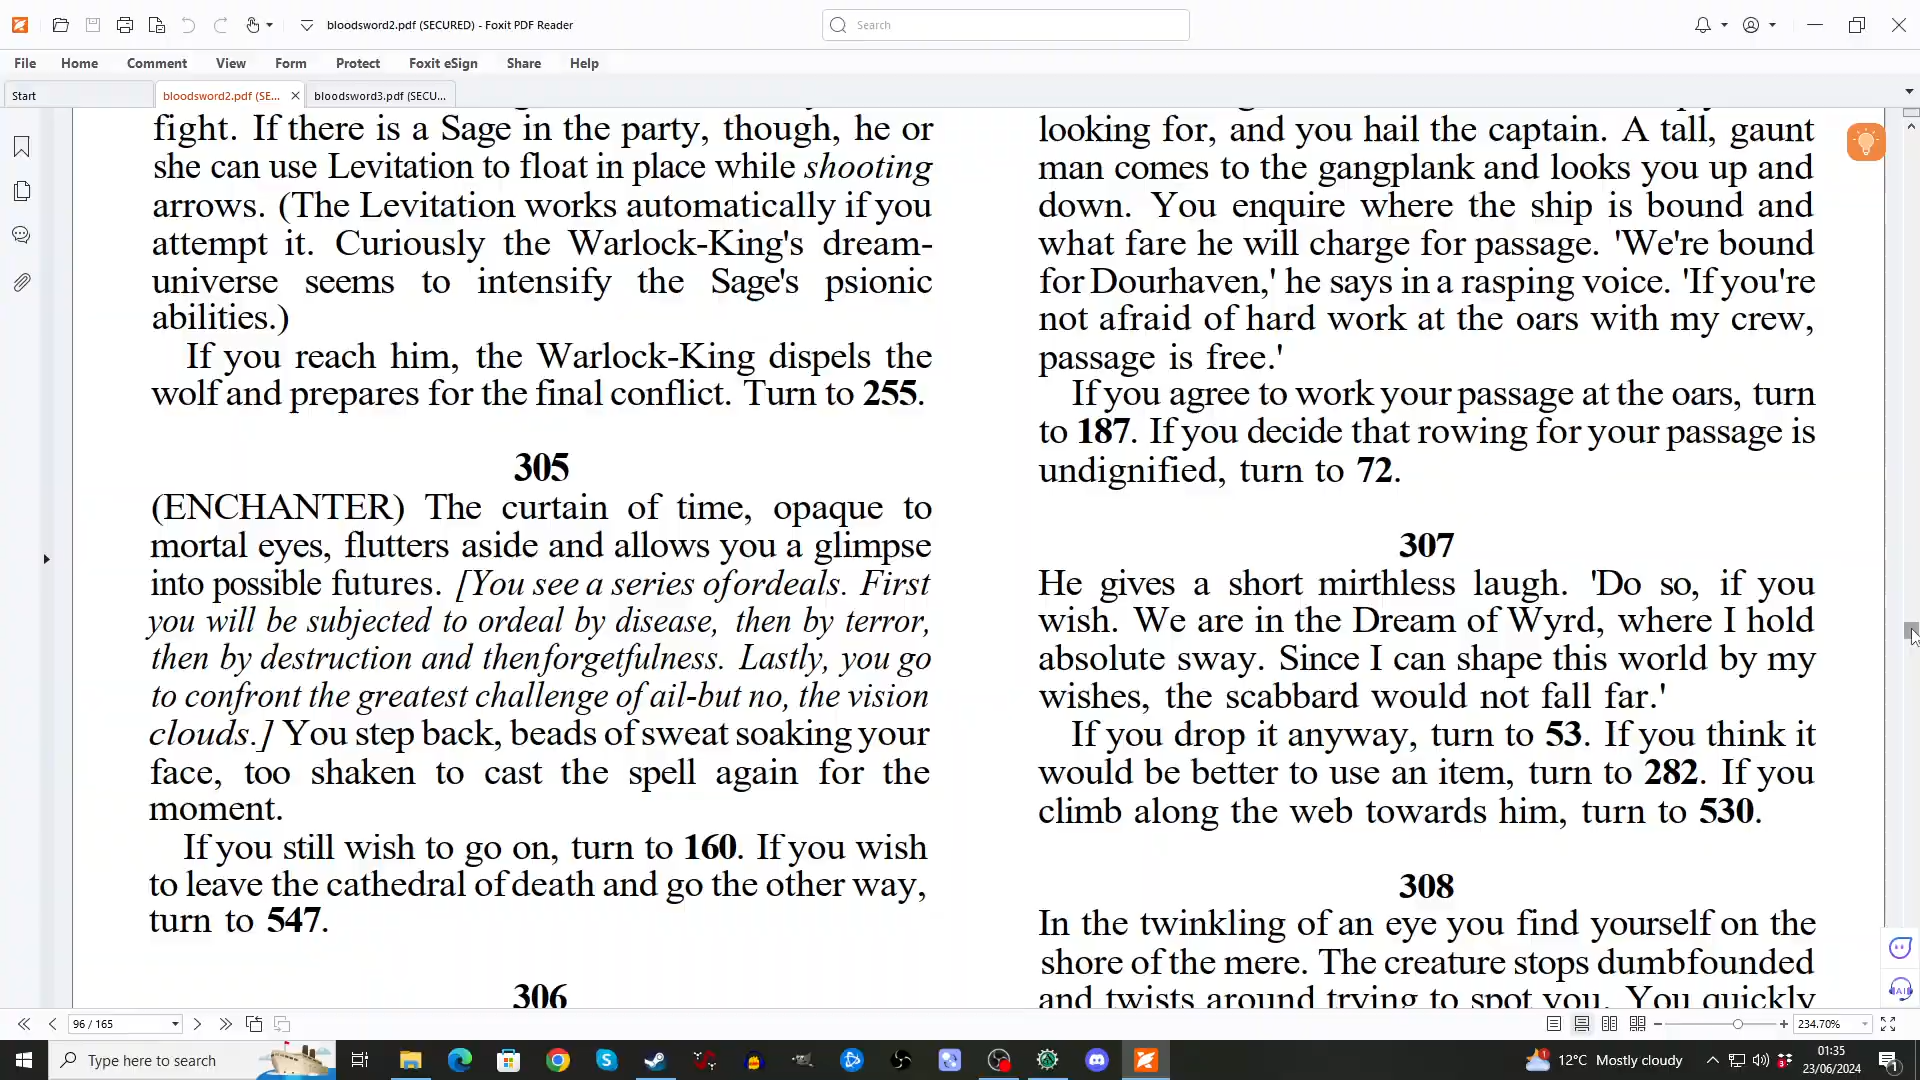 bloodsword2.pdf (SECURED) - Foxit PDF Reader
Search
File
Home
Comment
View
Form
Protect
Foxit eSign
Share
Help
Start
bloodsword2.pdf (SE...
bloodsword3.pdf (SECU...
fight. If there is a Sage in the party, though, he or
she can use Levitation to float in place while shooting
arrows. (The Levitation works automatically if you
attempt it. Curiously the Warlock-King's dream-
universe seems to intensify the Sage's psionic
abilities.)
If you reach him, the Warlock-King dispels the
wolf and prepares for the final conflict. Turn to 255.
305
(ENCHANTER) The curtain of time, opaque to
mortal eyes, flutters aside and allows you a glimpse
into possible futures. [You see a series ofordeals. First
you will be subjected to ordeal by disease, then by terror,
then by destruction and thenforgetfulness. Lastly, you go
to confront the greatest challenge of ail-but no, the vision
clouds.] You step back, beads of sweat soaking your
face, too shaken to cast the spell again for the
moment.
If you still wish to go on, turn to 160. If you wish
to leave the cathedral of death and go the other way,
turn to 547.
306
looking for, and you hail the captain. A tall, gaunt
man comes to the gangplank and looks you up and
down. You enquire where the ship is bound and
what fare he will charge for passage. 'We're bound
for Dourhaven,' he says in a rasping voice. 'If you're
not afraid of hard work at the oars with my crew,
passage is free.'
If you agree to work your passage at the oars, turn
to 187. If you decide that rowing for your passage is
undignified, turn to 72.
307
He gives a short mirthless laugh. 'Do so, if you
wish. We are in the Dream of Wyrd, where I hold
absolute sway. Since I can shape this world by my
wishes, the scabbard would not fall far.'
If you drop it anyway, turn to 53. If you think it
would be better to use an item, turn to 282. If you
climb along the web towards him, turn to 530.
308
In the twinkling of an eye you find yourself on the
shore of the mere. The creature stops dumbfounded
and twists around trying to spot you. You quickly
96 / 165
234.70%
Type here to search
12°C Mostly cloudy
01:35
23/06/2024